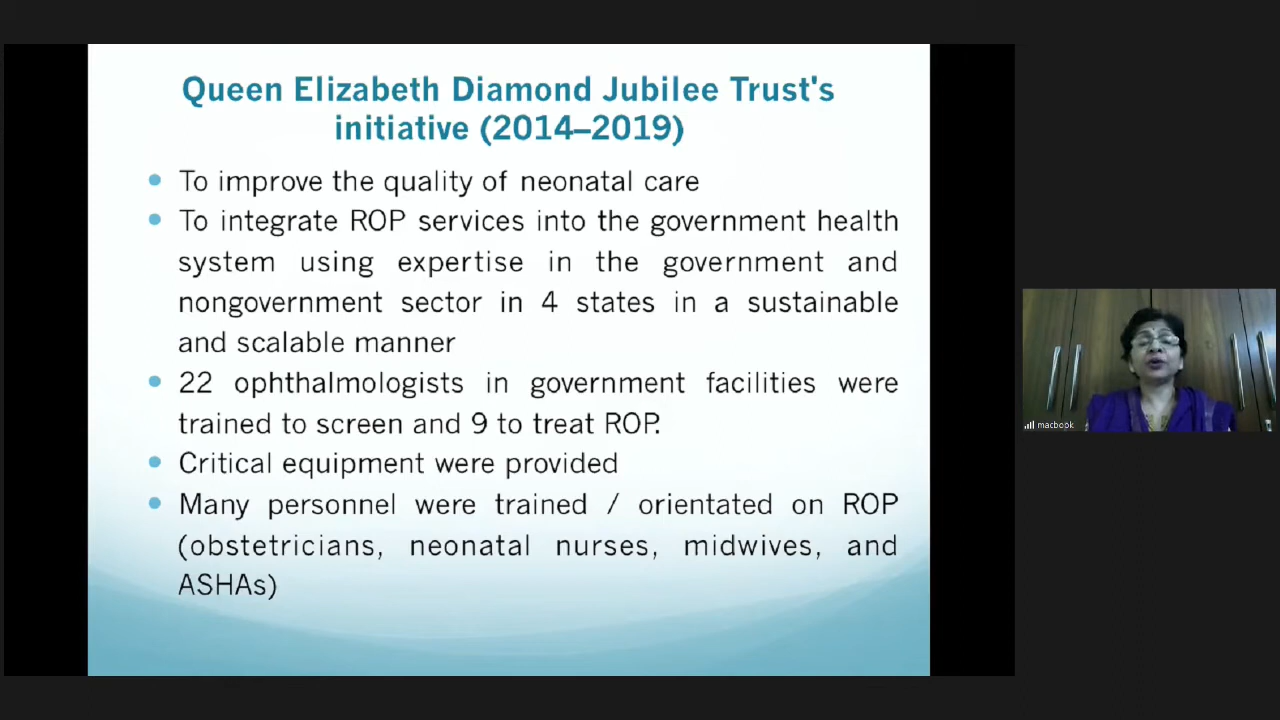 Queen Elizabeth Diamond Jubilee Trust's
initiative (2014–2019)
To improve the quality of neonatal care
To integrate ROP services into the government health
system using expertise in the government and
nongovernment sector in 4 states in a sustainable
and scalable manner
22 ophthalmologists in government facilities were
trained to screen and 9 to treat ROP.
Critical equipment were provided
Many personnel were trained / orientated on ROP
(obstetricians, neonatal nurses, midwives, and
ASHAs)
macbook